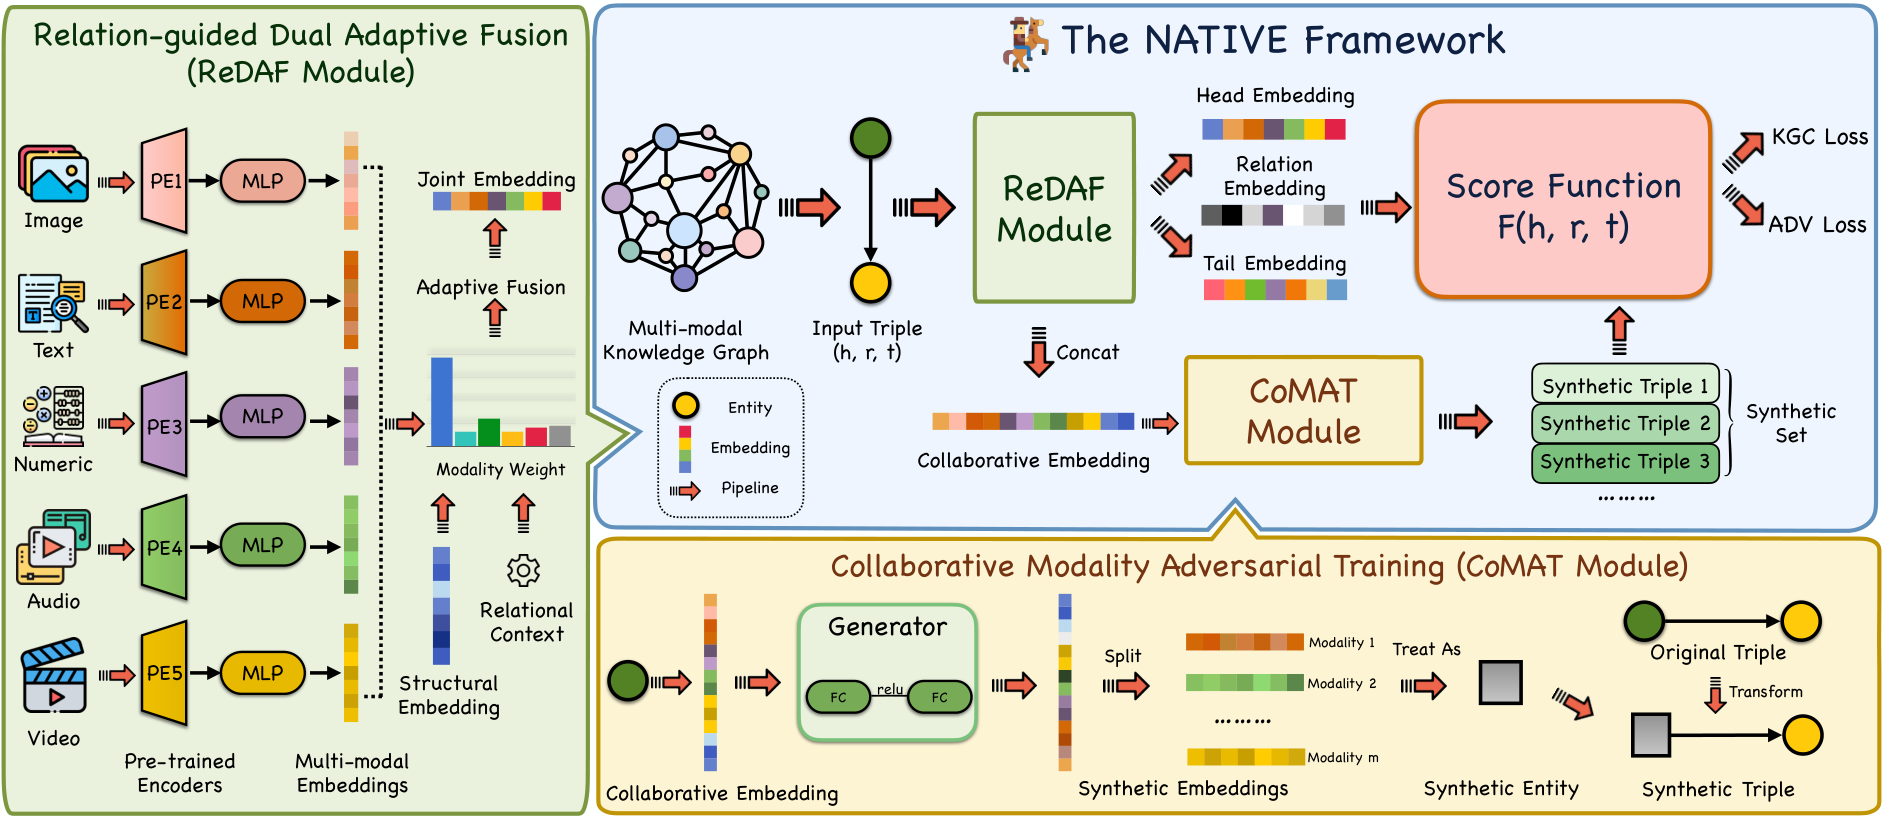 Relation-guided Dual Adaptive Fusion
(ReDAF Module)
Image
PE1
MLP
Text
PE2
MLP
Numeric
PE3
MLP
Audio
PE4
MLP
Video
PE5
MLP
Pre-trained
Encoders
Multi-modal
Embeddings
Joint Embedding
Adaptive Fusion
Modality Weight
Structural
Embedding
Relational
Context
The NATIVE Framework
Multi-modal
Knowledge Graph
Input Triple
(h, r, t)
ReDAF
Module
Head Embedding
Relation
Embedding
Tail Embedding
Score Function
F(h, r, t)
KGC Loss
ADV Loss
Entity
Embedding
Pipeline
Concat
Collaborative Embedding
CoMAT
Module
Synthetic Triple 1
Synthetic Triple 2
Synthetic Triple 3
………
Synthetic
Set
Collaborative Modality Adversarial Training (CoMAT Module)
Collaborative Embedding
Generator
FC
relu
FC
Split
Synthetic Embeddings
Modality 1
Modality 2
………
Modality m
Treat As
Synthetic Entity
Original Triple
Transform
Synthetic Triple